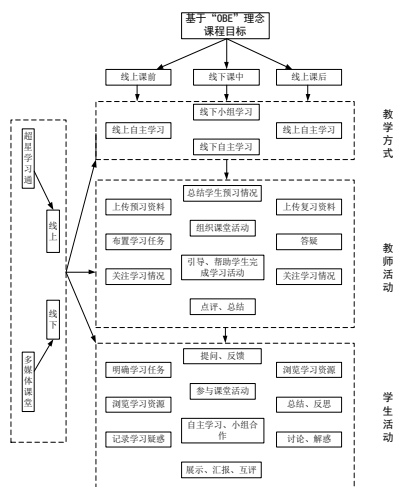 基于“OBE”理念
课程目标
线上课前
线下课中
线上课后
线上自主学习
线下小组学习
线下自主学习
线上自主学习
教学方式
超星学习通
线上
线下
多媒体课堂
总结学生预习情况
上传预习资料
上传复习资料
组织课堂活动
布置学习任务
答疑
引导、帮助学生完
成学习活动
关注学习情况
关注学习情况
点评、总结
教师活动
提问、反馈
明确学习任务
浏览学习资源
参与课堂活动
浏览学习资源
总结、反思
自主学习、小组合
作
记录学习疑惑
讨论、解惑
展示、汇报、互评
学生活动